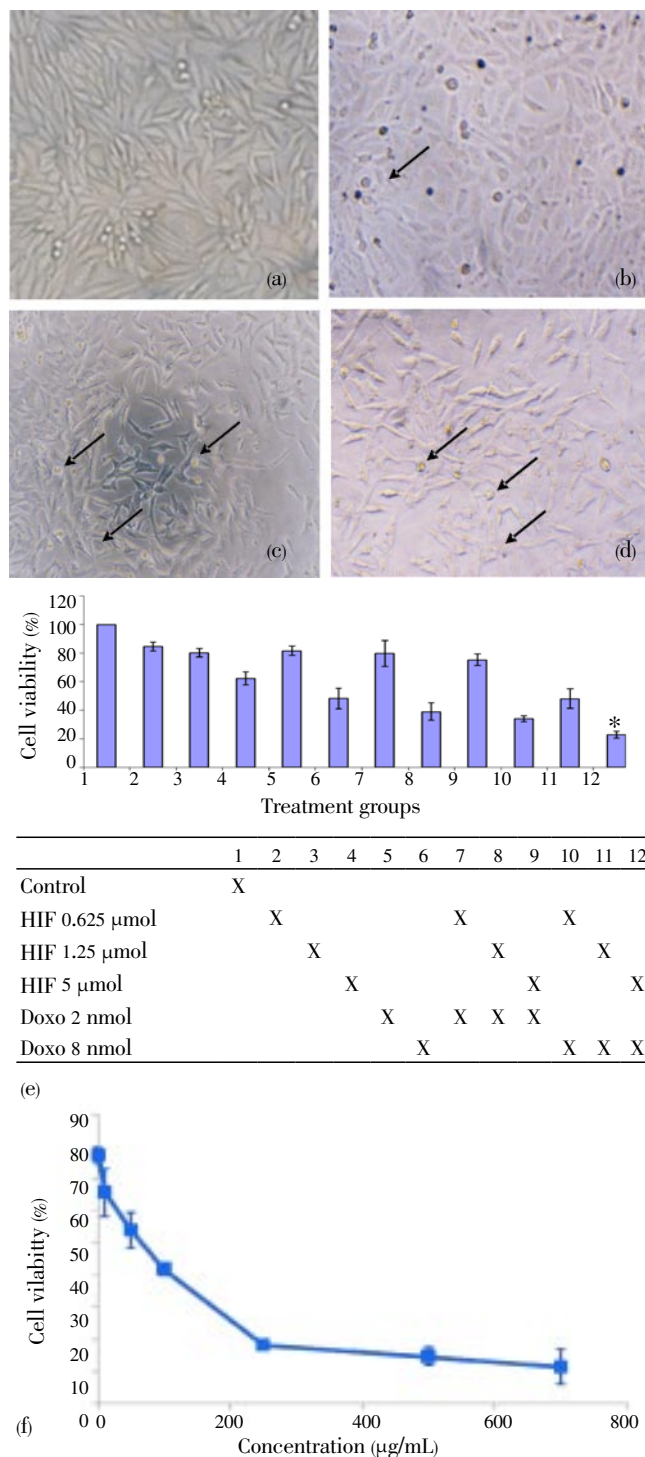 (a)
(b)
(c)
(d)
120
100
80
60
40
20
0
Cell viability (%)
*
1 2 3 4 5 6 7 8 9 10 11 12
Treatment groups
1 2 3 4 5 6 7 8 9 10 11 12
Control X
HIF 0.625 μmol X X X
HIF 1.25 μmol X X X
HIF 5 μmol X X X
Doxo 2 nmol X X X X
Doxo 8 nmol X X X X
(e)
90
80
70
60
50
40
30
20
10
Cell vilabitty (%)
0 0 200 400 600 800
Concentration (μg/mL)
(f)